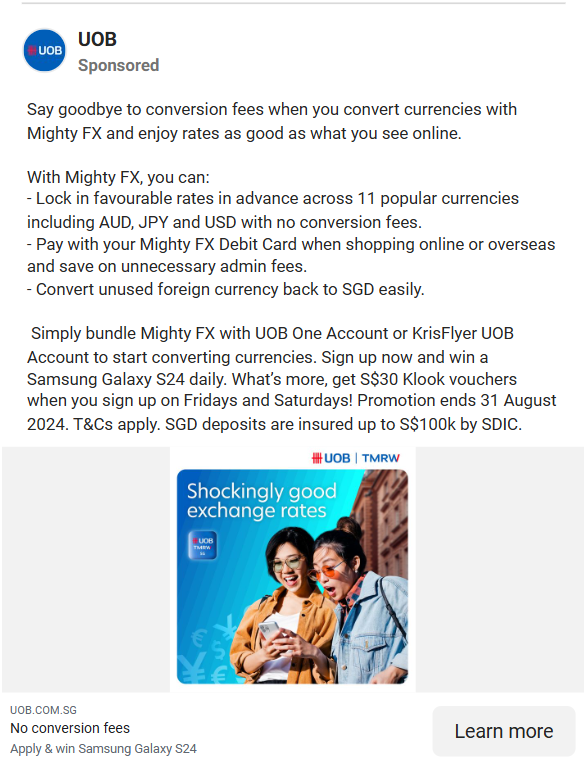 UOB
UOB
Sponsored
Say goodbye to conversion fees when you convert currencies with
Mighty FX and enjoy rates as good as what you see online.
With Mighty FX, you can:
- Lock in favourable rates in advance across 11 popular currencies
including AUD, JPY and USD with no conversion fees.
- Pay with your Mighty FX Debit Card when shopping online or overseas
and save on unnecessary admin fees.
- Convert unused foreign currency back to SGD easily.
Simply bundle Mighty FX with UOB One Account or KrisFlyer UOB
Account to start converting currencies. Sign up now and win a
Samsung Galaxy S24 daily. What’s more, get S$30 Klook vouchers
when you sign up on Fridays and Saturdays! Promotion ends 31 August
2024. T&Cs apply. SGD deposits are insured up to S$100k by SDIC.
UOB | TMRW
Shockingly good
exchange rates
UOB
TMRW
SG
UOB.COM.SG
No conversion fees
Apply & win Samsung Galaxy S24
Learn more